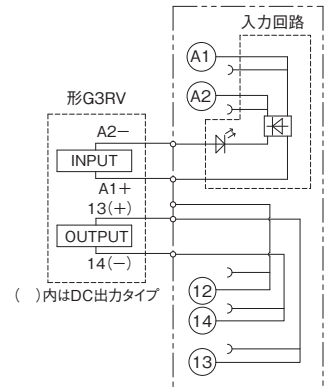 入力回路
A1
A2
形G3RV
A2−
INPUT
A1+
13(+)
OUTPUT
14(−)
( )内はDC出力タイプ
12
14
13